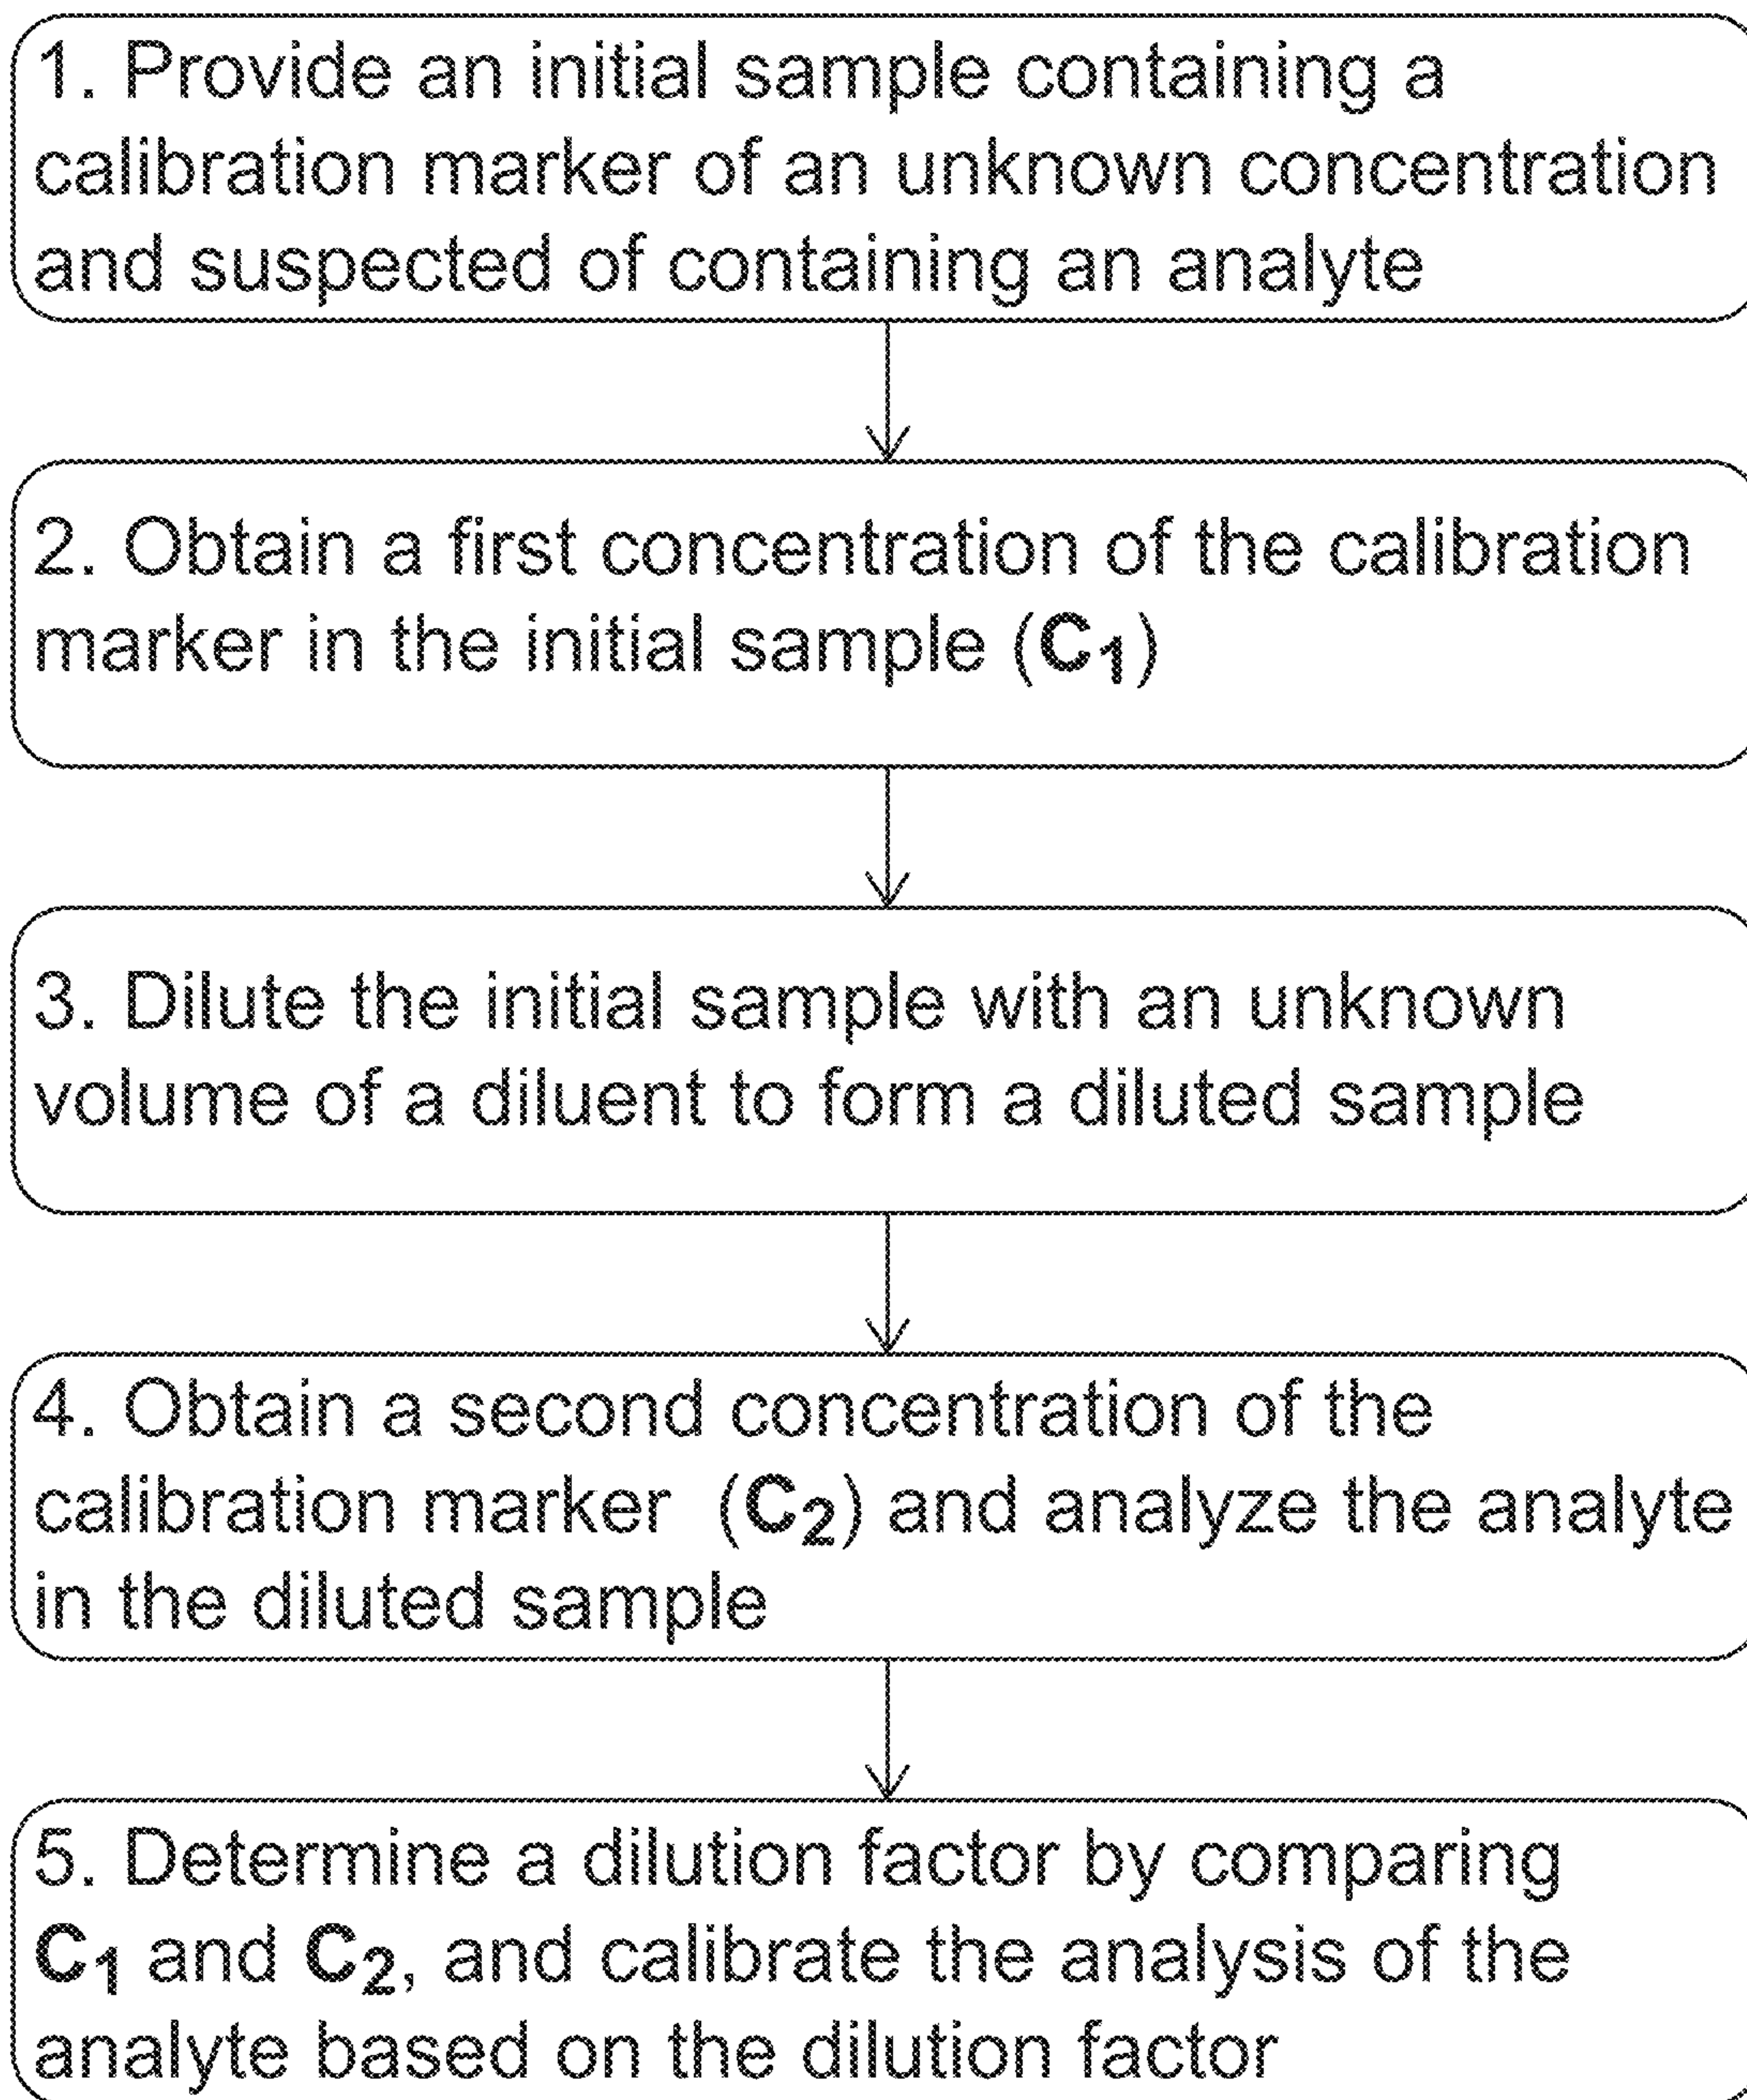 1. Provide an initial sample containing a
calibration marker of an unknown concentration
and suspected of containing an analyte
2. Obtain a first concentration of the calibration
marker in the initial sample (C₁)
3. Dilute the initial sample with an unknown
volume of a diluent to form a diluted sample
4. Obtain a second concentration of the
calibration marker (C₂) and analyze the analyte
in the diluted sample
5. Determine a dilution factor by comparing
C₁ and C₂, and calibrate the analysis of the
analyte based on the dilution factor